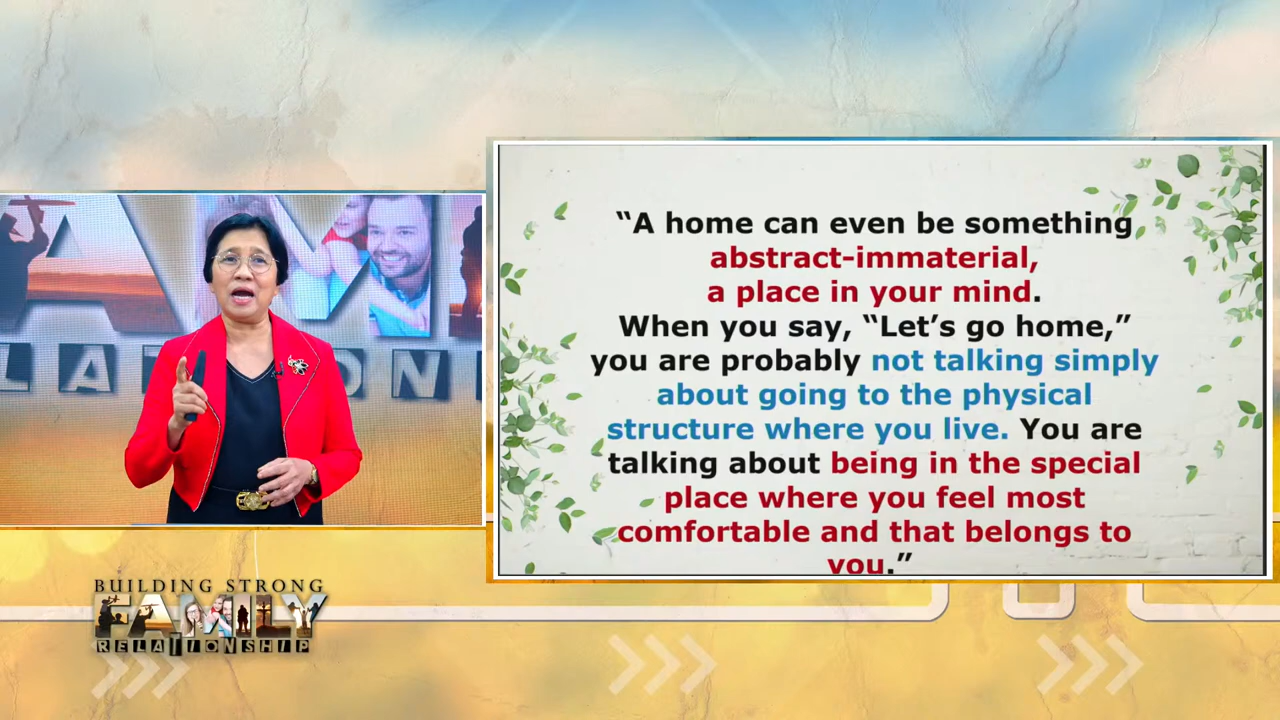 “A home can even be something
abstract-immaterial,
a place in your mind.
When you say, “Let’s go home,”
you are probably not talking simply
about going to the physical
structure where you live. You are
talking about being in the special
place where you feel most
comfortable and that belongs to
you.”
BUILDING STRONG
FAMILY
RELATIONSHIP